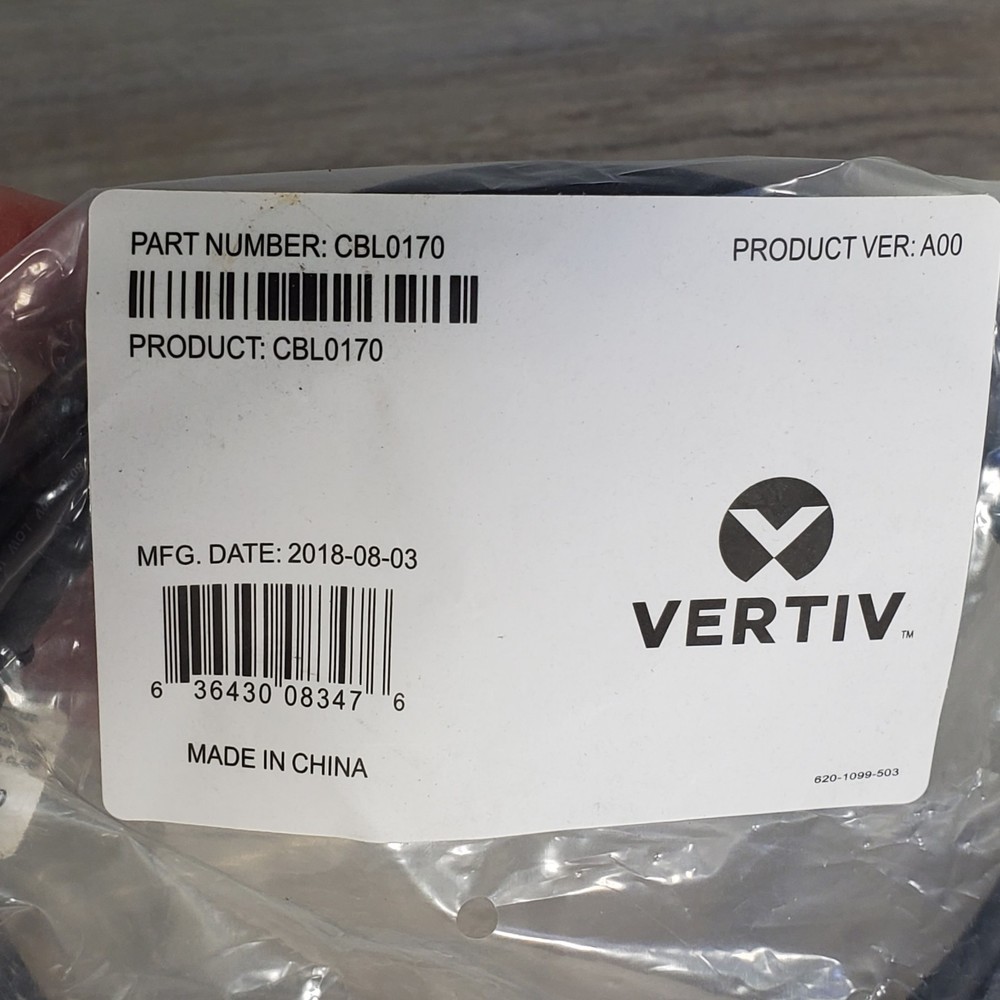 PART NUMBER: CBL0170
PRODUCT VER: A00
PRODUCT: CBL0170
MFG. DATE: 2018-08-03
6 36430 08347 6
MADE IN CHINA
VERTIV™
620-1099-503